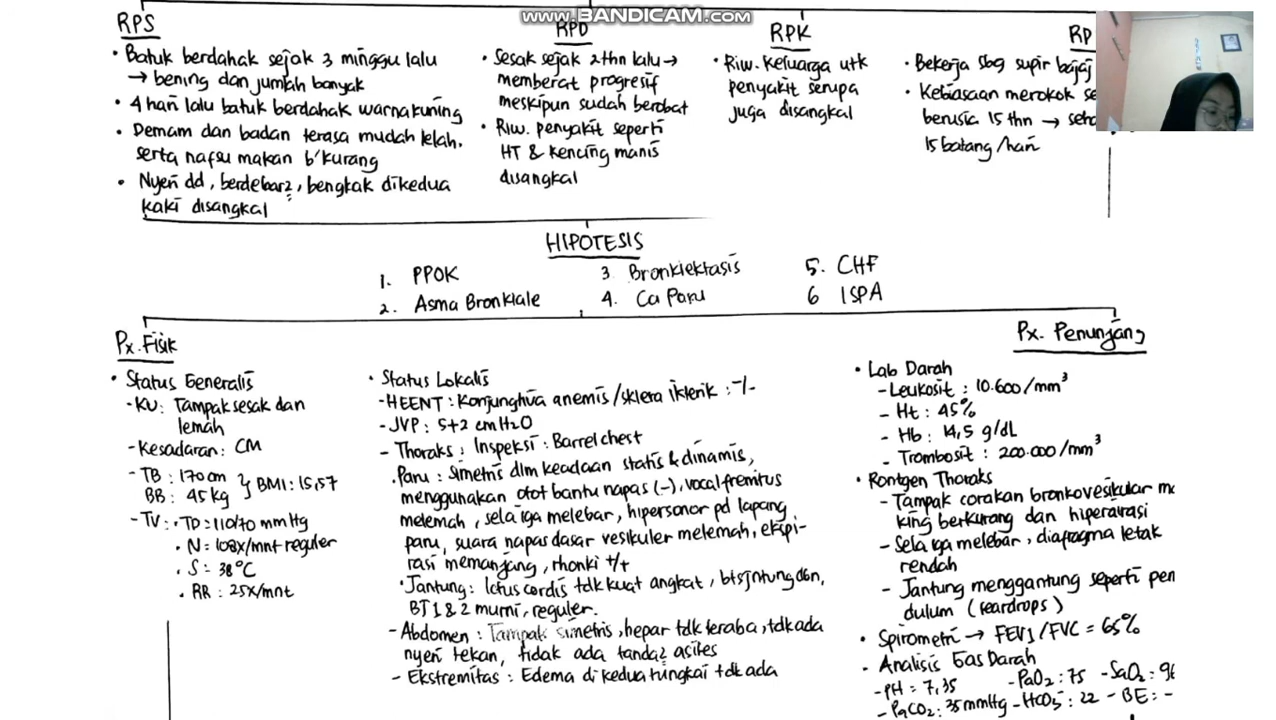 www.BANDICAM.com
RPS
• Batuk berdahak sejak 3 minggu lalu
→ bening dan jumlah banyak
• 4 hari lalu batuk berdahak warna kuning
• Demam dan badan terasa mudah lelah,
serta nafsu makan b'kurang
• Nyeri dd, berdebar2, bengkak dikedua
kaki disangkal
RPD
• Sesak sejak 2 thn lalu →
memberat progresif
meskipun sudah berobat
• Riw. penyakit seperti
HT & kencing manis
disangkal
RPK
• Riw. Keluarga utk
penyakit serupa
juga disangkal
RP
• Bekerja sbg supir bajaj
• Kebiasaan merokok se
berusia 15 thn → seha
15 batang/hari
HIPOTESIS
1. PPOK
2. Asma Bronkiale
3 Bronkiektasis
4. Ca Paru
5. CHF
6 ISPA
Px. Fisik
• Status Generalis
- KU: Tampak sesak dan
lemah
- Kesadaran: CM
- TB : 170 cm
BB : 45 kg } BMI: 15,57
- TV: • TD = 110/70 mmHg
• N = 108x/mnt reguler
• S = 38°C
• RR : 25x/mnt
• Status Lokalis
- HEENT : Konjungtiva anemis/sklera ikterik : -/-
- JVP : 5+2 cmH2O
- Thoraks : Inspeksi : Barrel chest
• Paru : Simetris dlm keadaan statis & dinamis,
menggunakan otot bantu napas (-), vocal fremitus
melemah, sela iga melebar, hipersonor pd lapang
paru, suara napas dasar vesikuler melemah, ekspi-
rasi memanjang, rhonki +/+
• Jantung : Ictus cordis tdk kuat angkat, bts jntung dbn,
BJ 1 & 2 murni, reguler.
- Abdomen : Tampak simetris, hepar tdk teraba, tdk ada
nyeri tekan, tidak ada tanda2 asites
- Ekstremitas : Edema di kedua tungkai tdk ada
Px. Penunjang
• Lab Darah
- Leukosit : 10.600/mm³
- Ht : 45%
- Hb : 14,5 g/dL
- Trombosit : 200.000/mm³
• Rontgen Thoraks
- Tampak corakan bronkovesikular ma
king berkurang dan hiperaerasi
- Sela iga melebar, diafragma letak
rendah
- Jantung menggantung seperti pen
dulum (teardrops)
• Spirometri → FEV1/FVC = 65%
• Analisis Gas Darah
- pH = 7,35 - PaO2 : 75 - SaO2 : 96
- PaCO2 : 35 mmHg - HCO3⁻ : 22 - BE : -